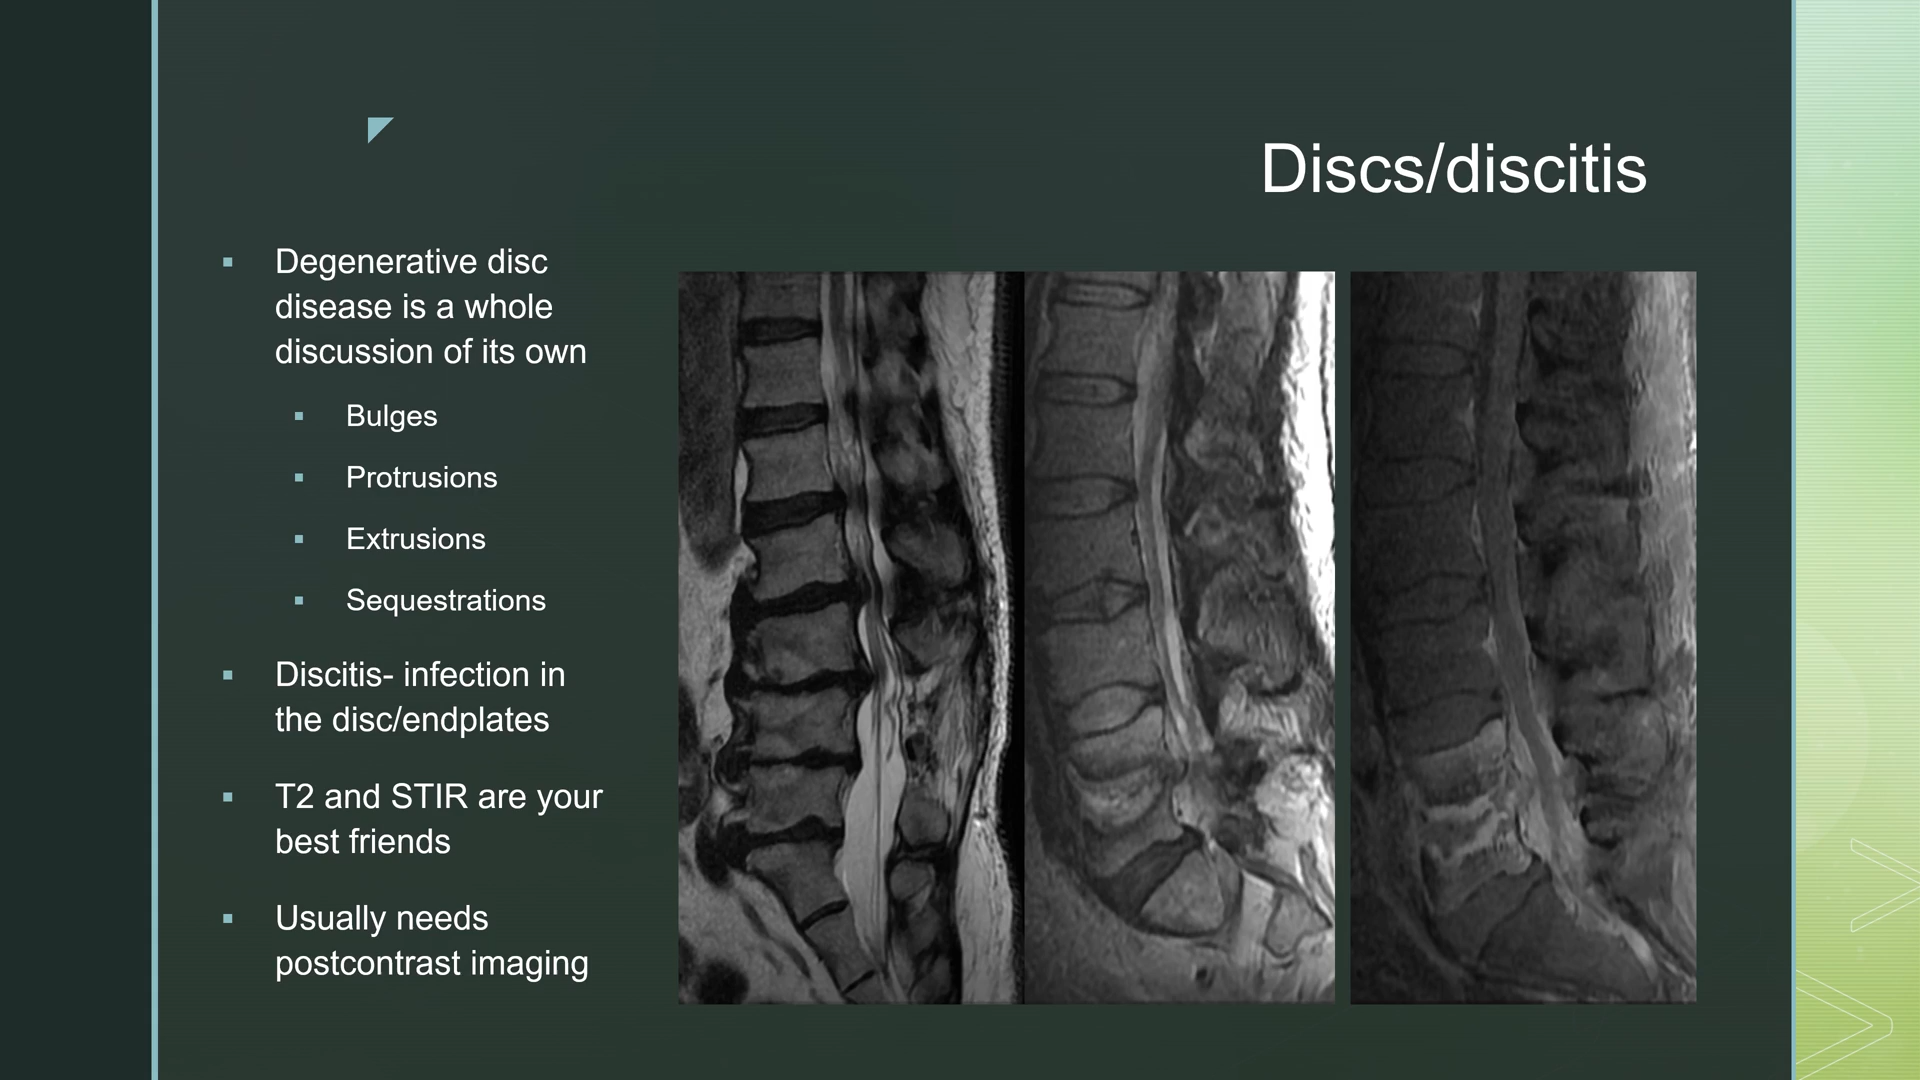 Discs/discitis
Degenerative disc
disease is a whole
discussion of its own
Bulges
Protrusions
Extrusions
Sequestrations
Discitis- infection in
the disc/endplates
T2 and STIR are your
best friends
Usually needs
postcontrast imaging